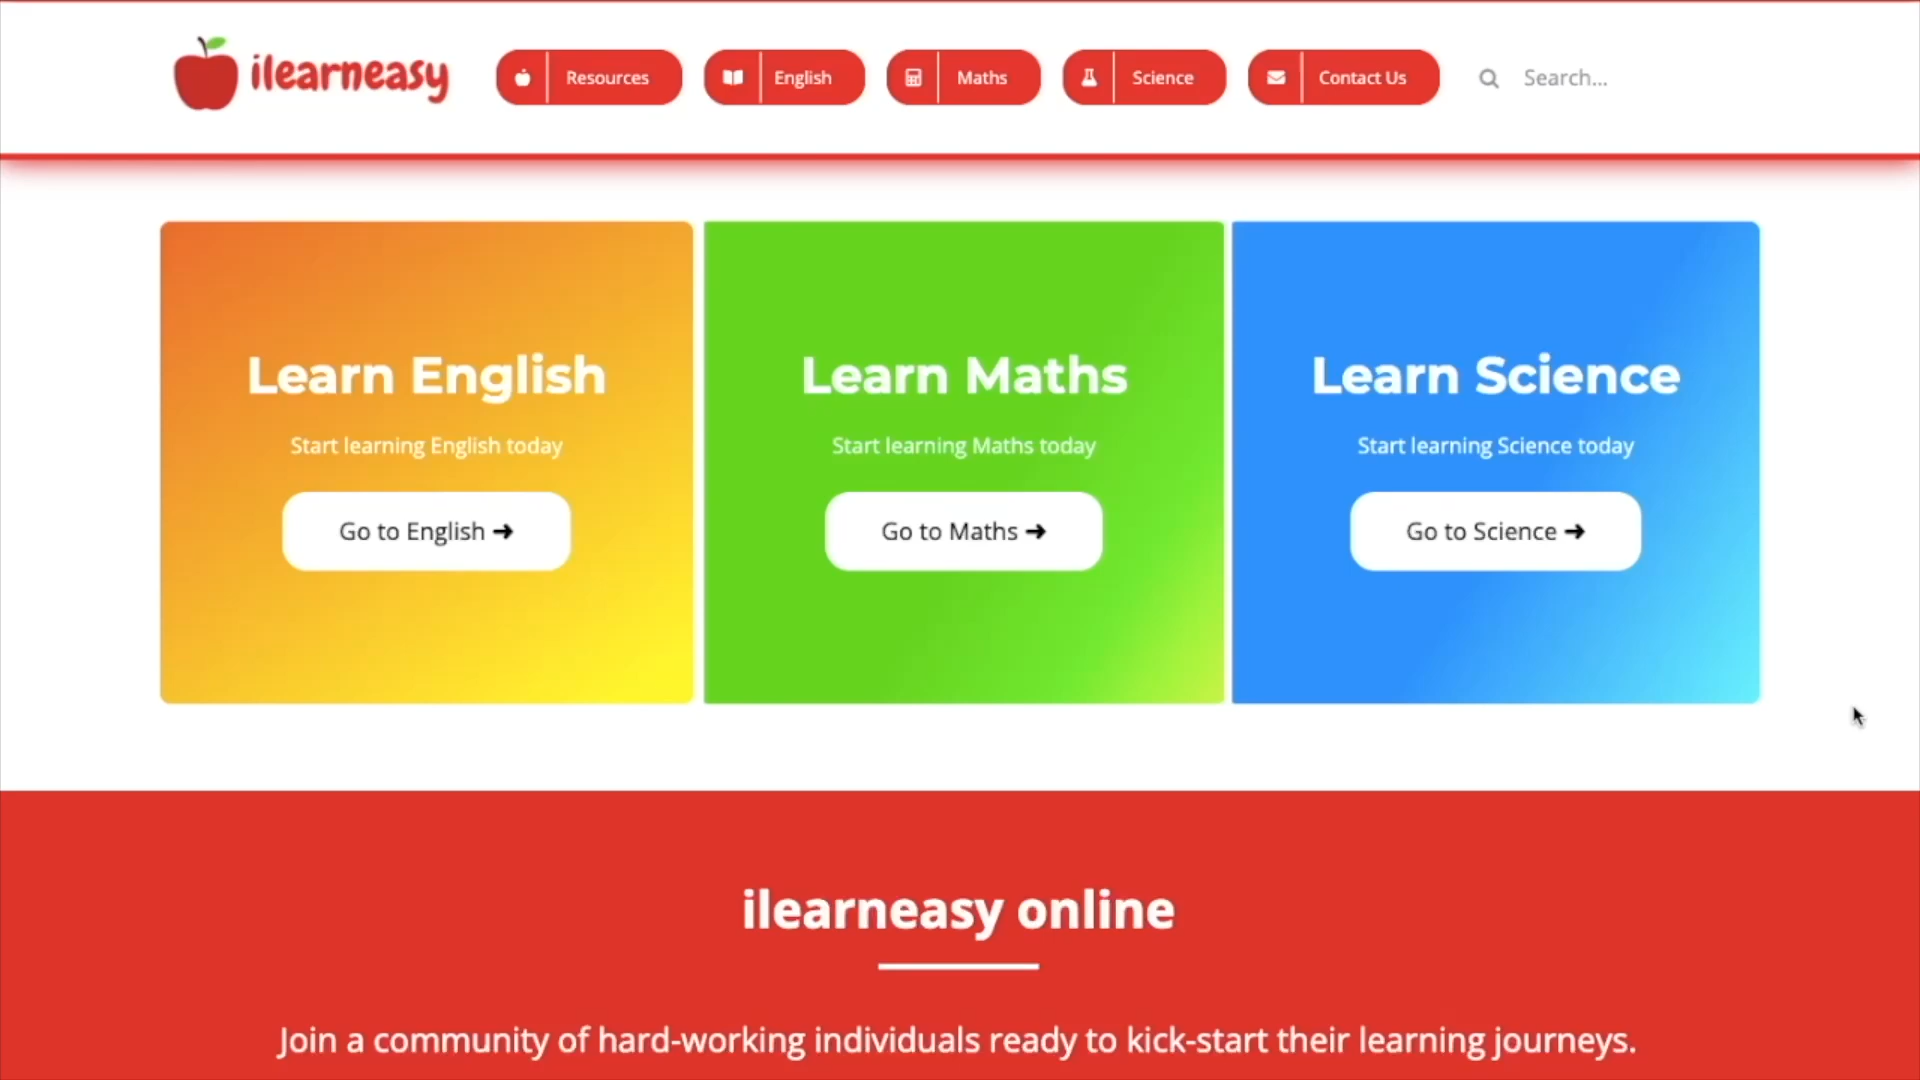 ilearneasy
Resources
English
Maths
Science
Contact Us
Search...
Learn English
Start learning English today
Go to English ➜
Learn Maths
Start learning Maths today
Go to Maths ➜
Learn Science
Start learning Science today
Go to Science ➜
ilearneasy online
Join a community of hard-working individuals ready to kick-start their learning journeys.